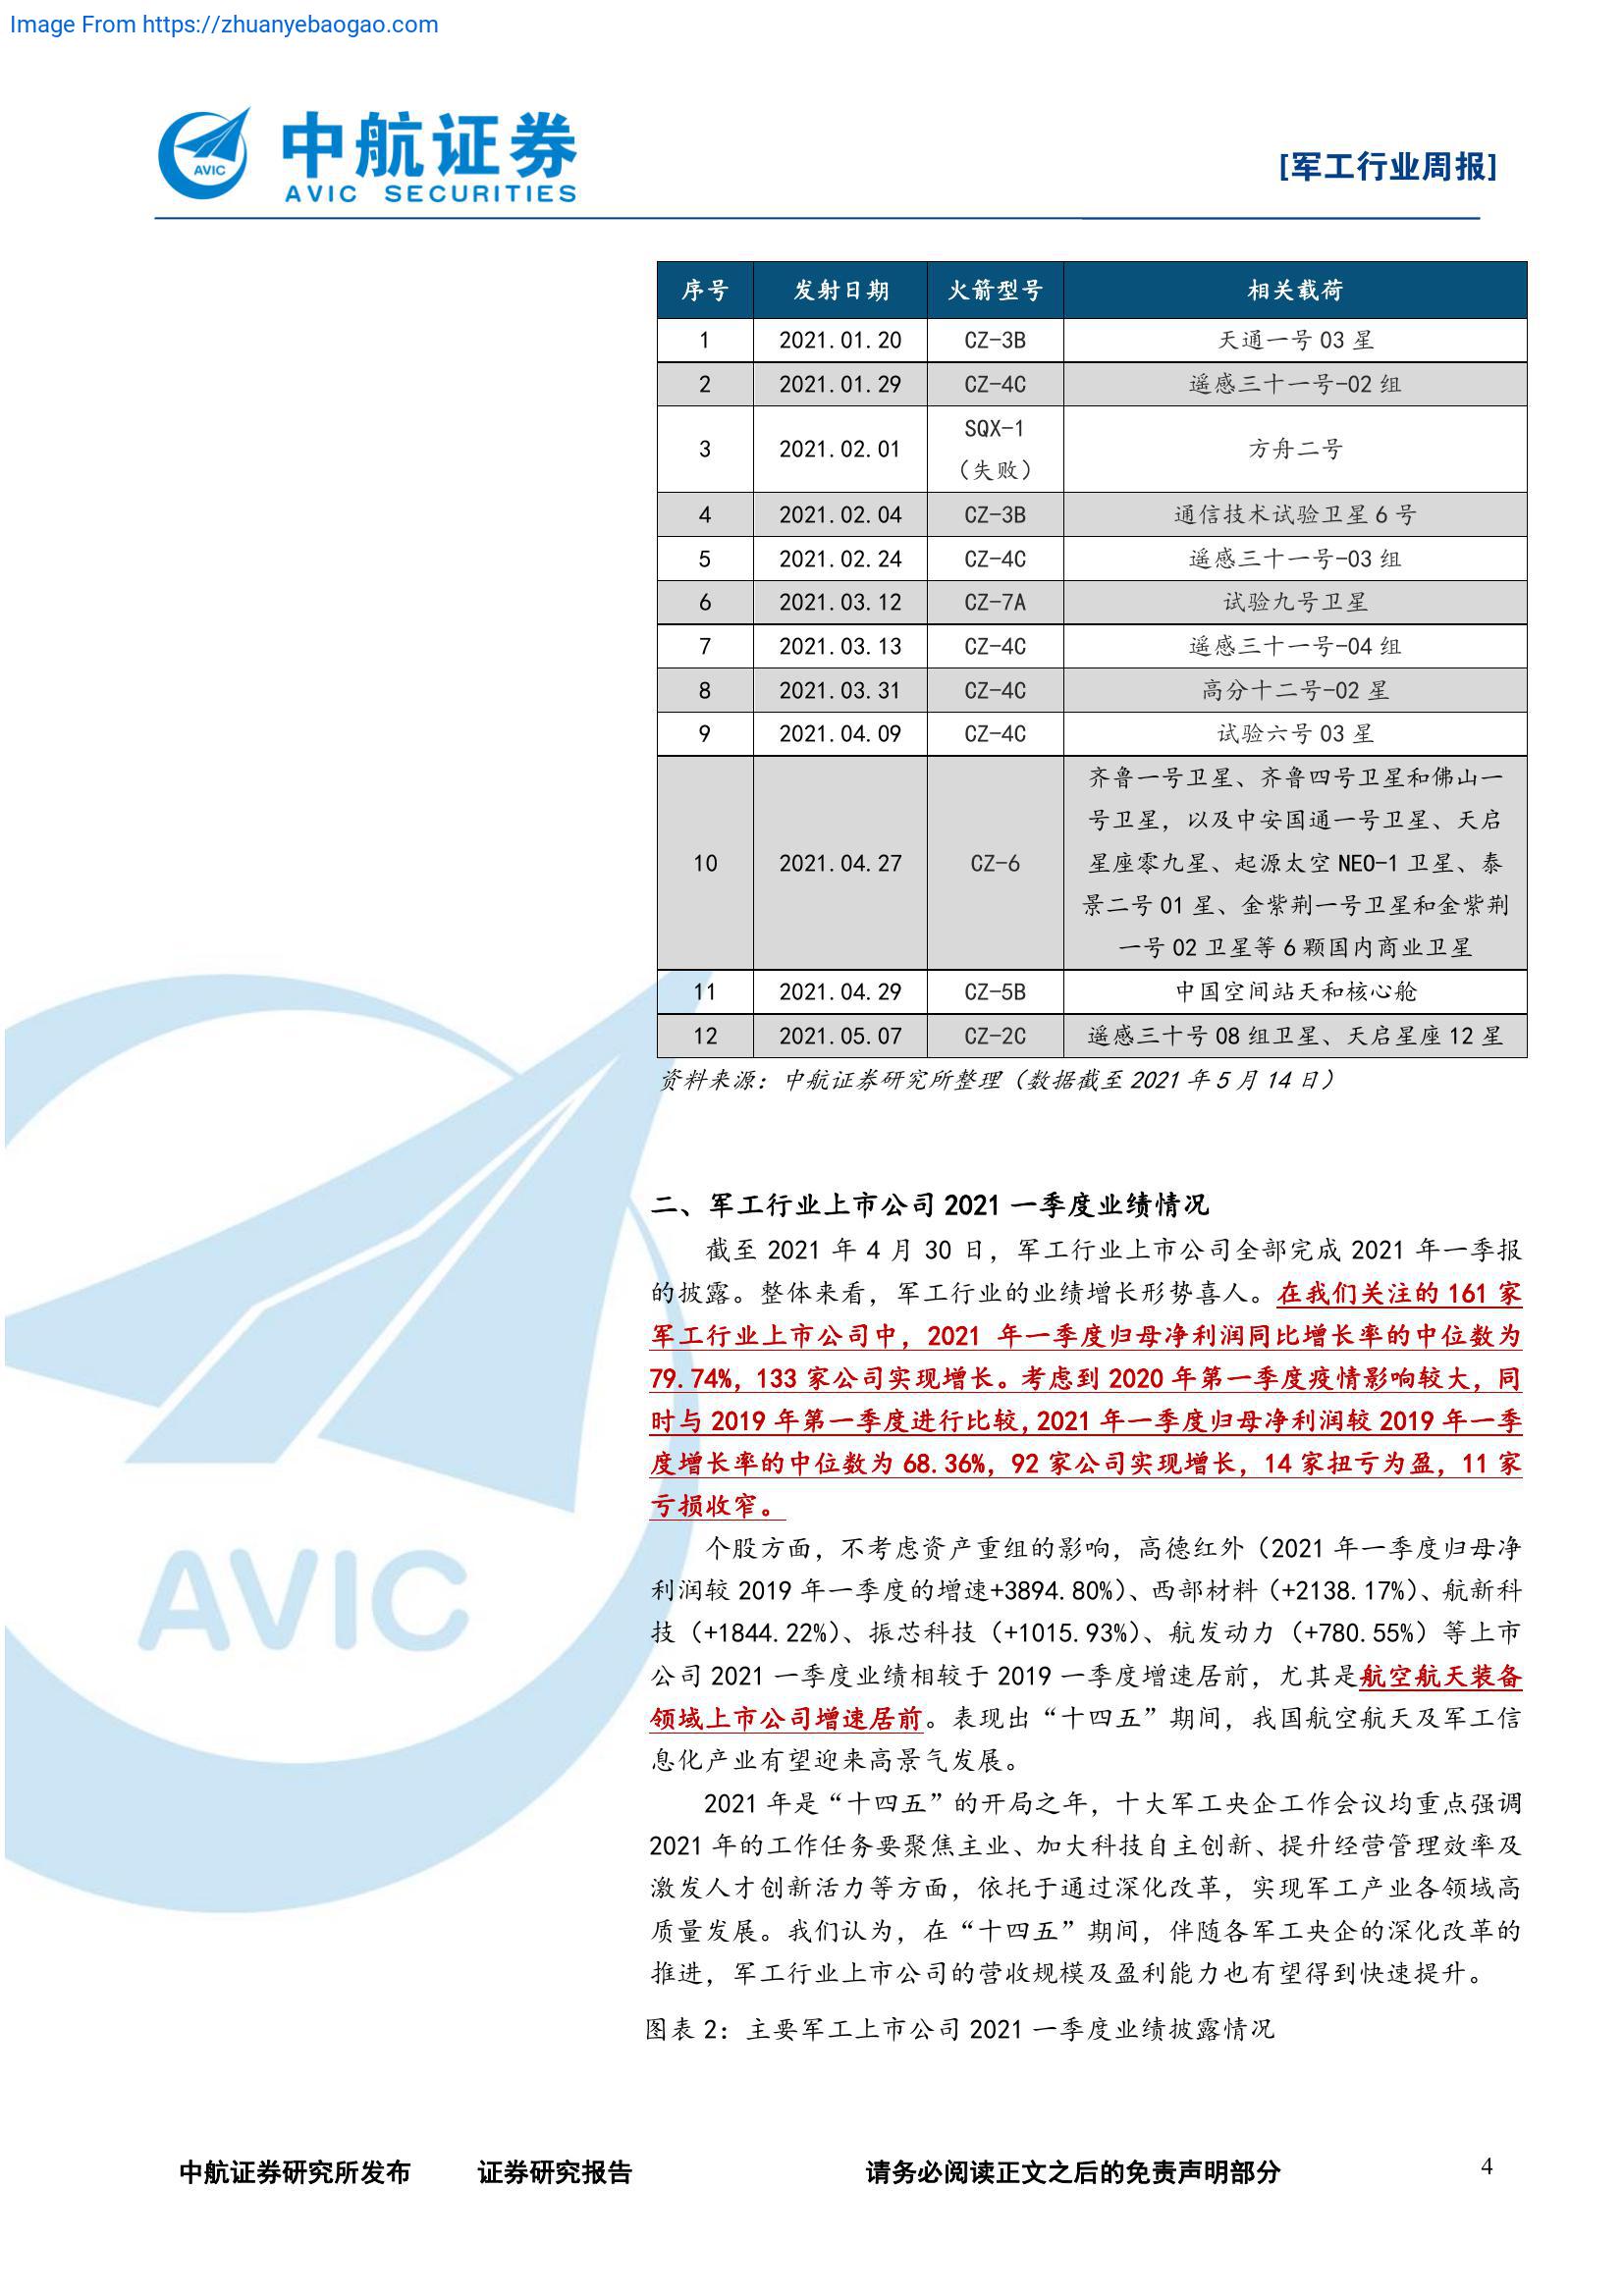 Image From https://zhuanyebaogao.com
AVIC
中航证券
AVIC SECURITIES
[军工行业周报]
序号 发射日期 火箭型号 相关载荷
1 2021.01.20 CZ-3B 天通一号 03 星
2 2021.01.29 CZ-4C 遥感三十一号-02 组
3 2021.02.01 SQX-1 方舟二号
（失败）
4 2021.02.04 CZ-3B 通信技术试验卫星 6 号
5 2021.02.24 CZ-4C 遥感三十一号-03 组
6 2021.03.12 CZ-7A 试验九号卫星
7 2021.03.13 CZ-4C 遥感三十一号-04 组
8 2021.03.31 CZ-4C 高分十二号-02 星
9 2021.04.09 CZ-4C 试验六号 03 星
10 2021.04.27 CZ-6 齐鲁一号卫星、齐鲁四号卫星和佛山一
号卫星，以及中安国通一号卫星、天启
星座零九星、起源太空 NEO-1 卫星、泰
景二号 01 星、金紫荆一号卫星和金紫荆
一号 02 卫星等 6 颗国内商业卫星
11 2021.04.29 CZ-5B 中国空间站天和核心舱
12 2021.05.07 CZ-2C 遥感三十号 08 组卫星、天启星座 12 星
资料来源：中航证券研究所整理（数据截至 2021 年 5 月 14 日）
二、军工行业上市公司 2021 一季度业绩情况
截至 2021 年 4 月 30 日，军工行业上市公司全部完成 2021 年一季报
的披露。整体来看，军工行业的业绩增长形势喜人。在我们关注的 161 家
军工行业上市公司中，2021 年一季度归母净利润同比增长率的中位数为
79.74%，133 家公司实现增长。考虑到 2020 年第一季度疫情影响较大，同
时与 2019 年第一季度进行比较，2021 年一季度归母净利润较 2019 年一季
度增长率的中位数为 68.36%，92 家公司实现增长，14 家扭亏为盈，11 家
亏损收窄。
个股方面，不考虑资产重组的影响，高德红外（2021 年一季度归母净
利润较 2019 年一季度的增速+3894.80%）、西部材料（+2138.17%）、航新科
技（+1844.22%）、振芯科技（+1015.93%）、航发动力（+780.55%）等上市
公司 2021 一季度业绩相较于 2019 一季度增速居前，尤其是航空航天装备
领域上市公司增速居前。表现出“十四五”期间，我国航空航天及军工信
息化产业有望迎来高景气发展。
2021 年是“十四五”的开局之年，十大军工央企工作会议均重点强调
2021 年的工作任务要聚焦主业、加大科技自主创新、提升经营管理效率及
激发人才创新活力等方面，依托于通过深化改革，实现军工产业各领域高
质量发展。我们认为，在“十四五”期间，伴随各军工央企的深化改革的
推进，军工行业上市公司的营收规模及盈利能力也有望得到快速提升。
图表 2：主要军工上市公司 2021 一季度业绩披露情况
AVIC
中航证券研究所发布 证券研究报告 请务必阅读正文之后的免责声明部分 4